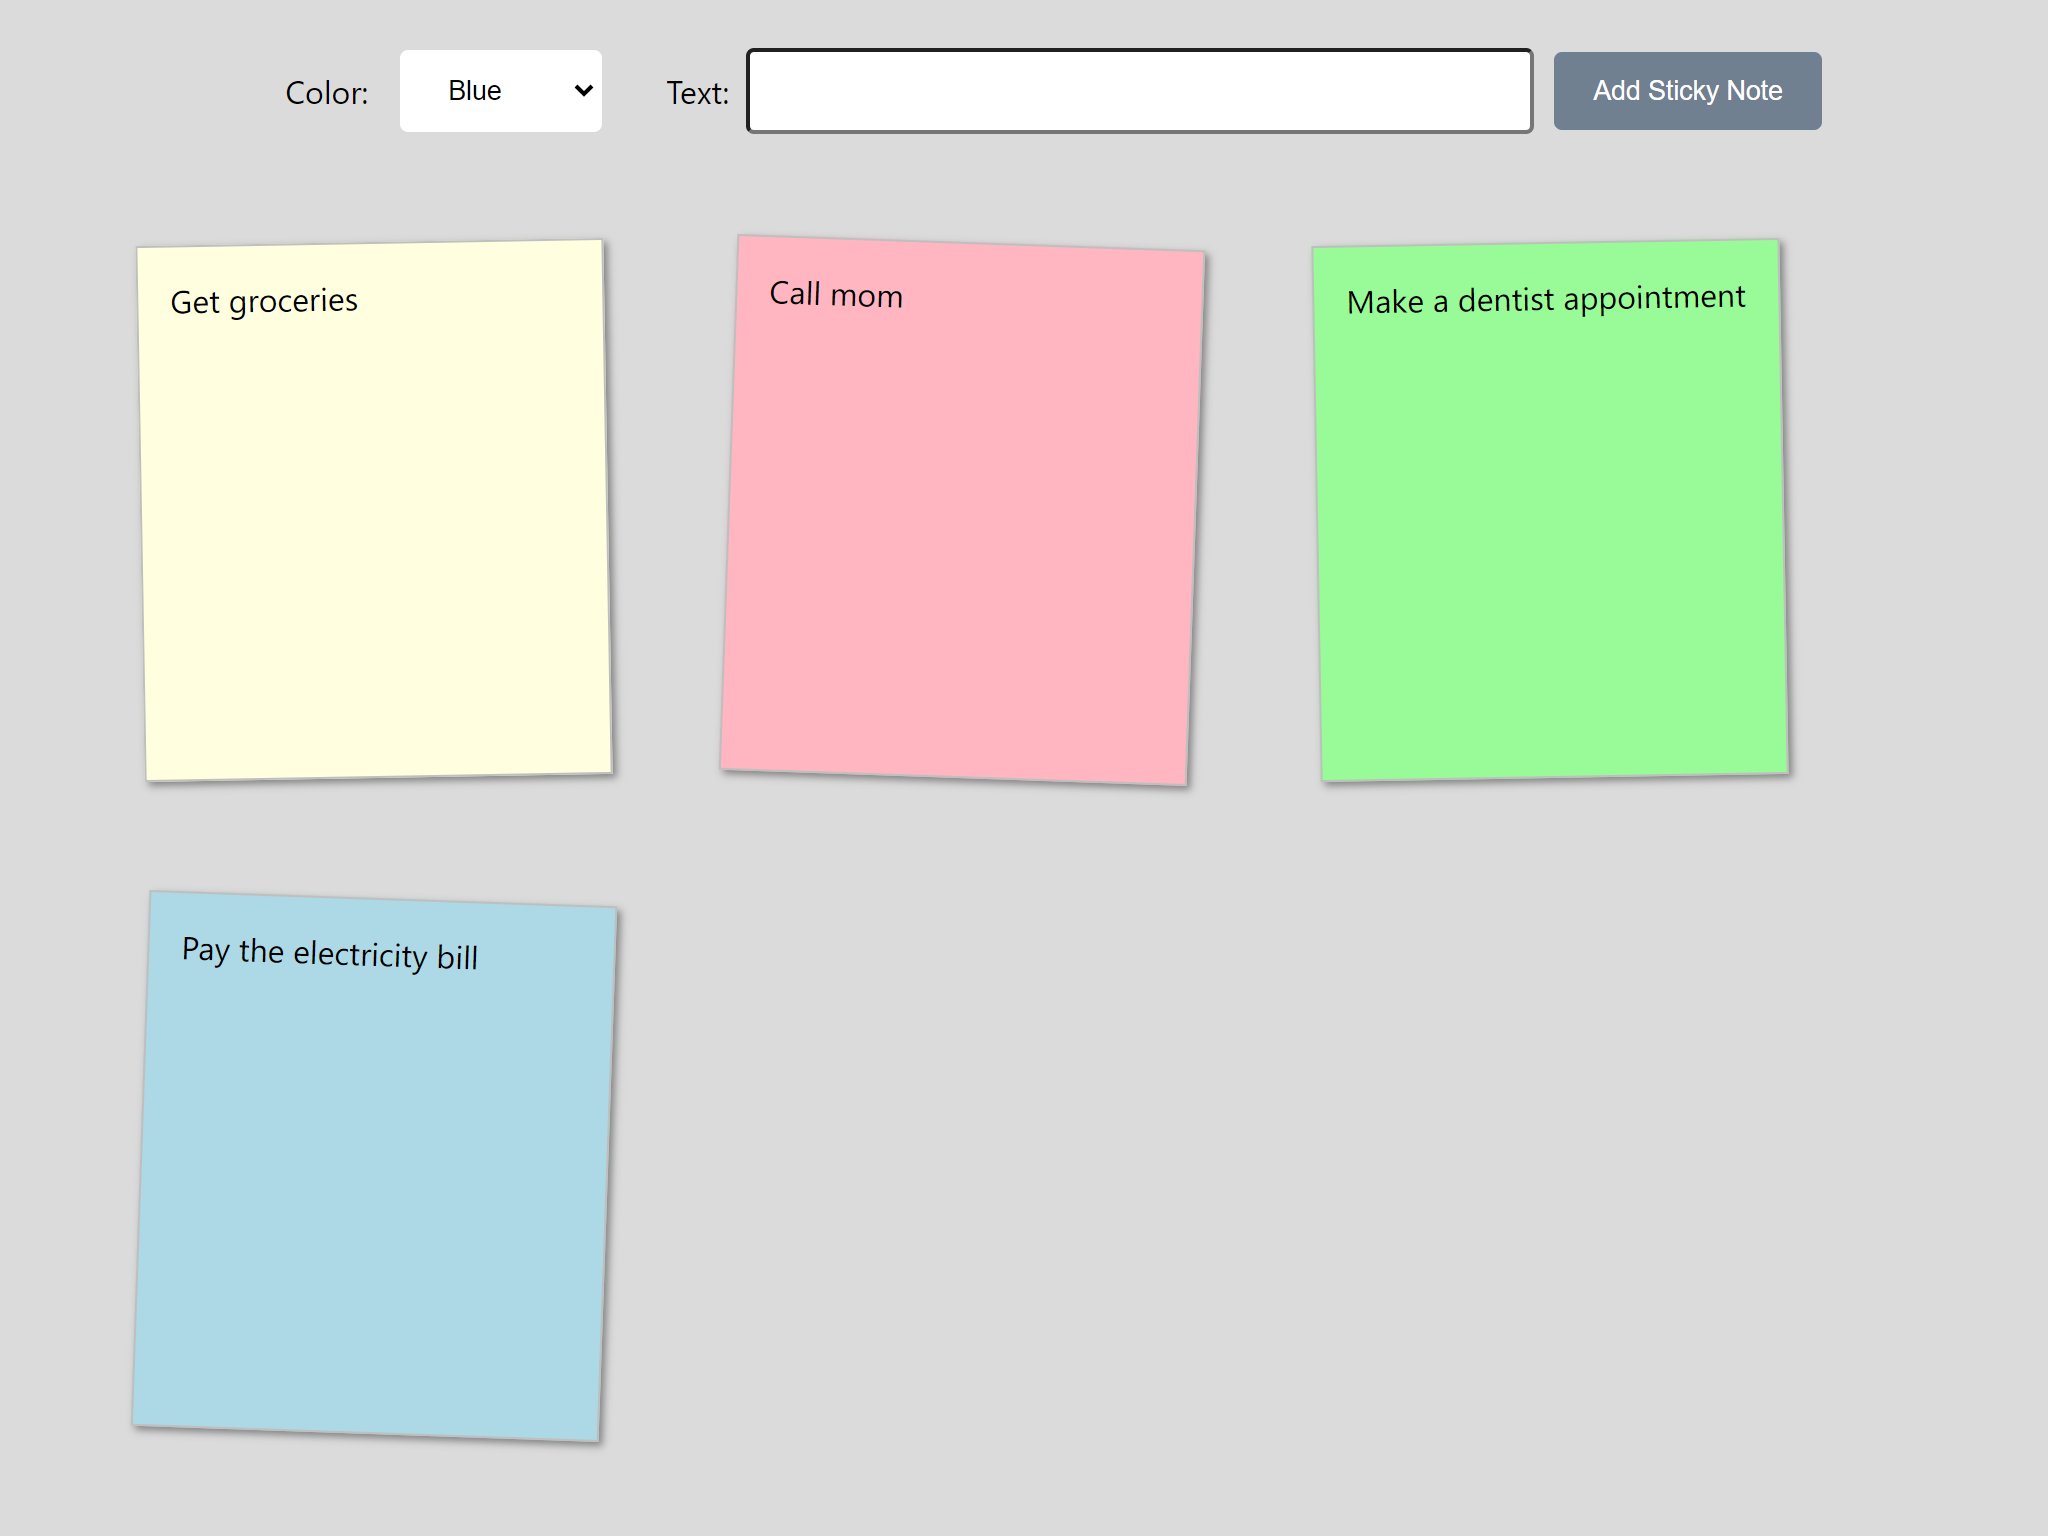 Color: Blue Text: Add Sticky Note
Get groceries
Call mom
Make a dentist appointment
Pay the electricity bill